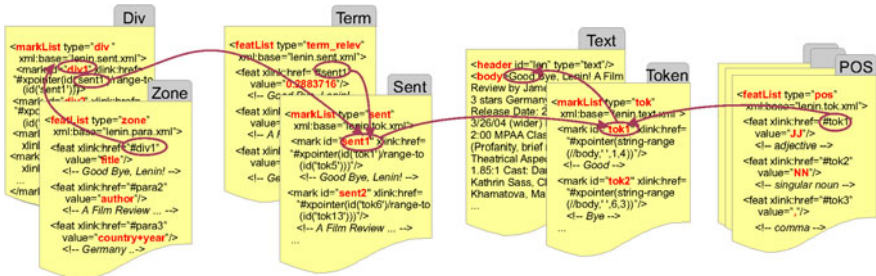 Div
<markList type="div"
xml:base="lenin.sent.xml">
<mark id="div1" xlink:href=
"#xpointer(id('sent1')/range-to
(id('sent1')))"
Zone
<featList type="zone"
xml:base="lenin.para.xml">
<feat xlink:href="#div1"
value="title"/>
<!-- Good Bye, Lenin! -->
<feat xlink:href="#para2"
value="author"/>
<!-- A Film Review ... -->
<feat xlink:href="#para3"
value="country+year"/>
<!-- Germany ..-->
Term
<featList type="term_relev"
xml:base="lenin.sent.xml">
<feat xlink:href="#sent1"
value="0.2883716"
<!-- Good Bye, Lenin!
Sent
<markList type="sent"
xml:base="lenin.tok.xml">
<mark id="sent1" xlink:href=
"#xpointer(id('tok1')/range-to
(id('tok5')))"/>
<!-- Good Bye, Lenin! -->
<mark id="sent2" xlink:href=
"#xpointer(id('tok6')/range-to
(id('tok13')))"/>
<!-- A Film Review ... -->
...
Text
<header id="len" type="text"/>
<body>Good Bye, Lenin! A Film
Review by Jame
3 stars Germany
Release Date: 2
3/26/04 (wider)
2:00 MPAA Clas
(Profanity, brief
Theatrical Aspe
1.85:1 Cast: Dan
Kathrin Sass, C
Khamatova, Ma
...
Token
<markList type="tok"
xml:base="lenin.text.xml">
<mark id="tok1" xlink:href=
"#xpointer(string-range
(//body,' ',1,4))"/>
<!-- Good -->
<mark id="tok2" xlink:href=
"#xpointer(string-range
(//body,' ',6,3))"/>
<!-- Bye -->
POS
<featList type="pos"
xml:base="lenin.tok.xml">
<feat xlink:href="#tok1"
value="JJ"/>
<!-- adjective -->
<feat xlink:href="#tok2"
value="NN"/>
<!-- singular noun -->
<feat xlink:href="#tok3"
value=","/>
<!-- comma -->